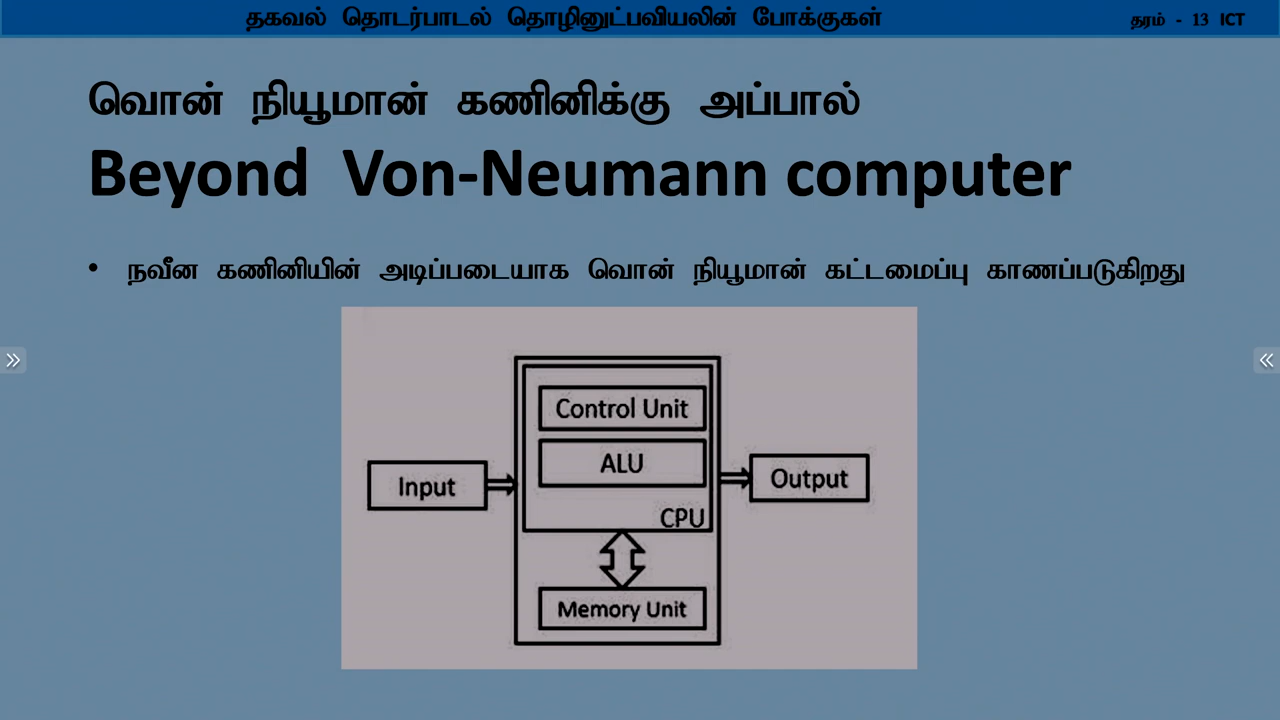 தகவல் தொடர்பாடல் தொழினுட்பவியலின் போக்குகள்
தரம் - 13 ICT
வொன் நியூமான் கணினிக்கு அப்பால்
Beyond Von-Neumann computer
• நவீன கணினியின் அடிப்படையாக வொன் நியூமான் கட்டமைப்பு காணப்படுகிறது
Control Unit
ALU
Input
Output
CPU
Memory Unit